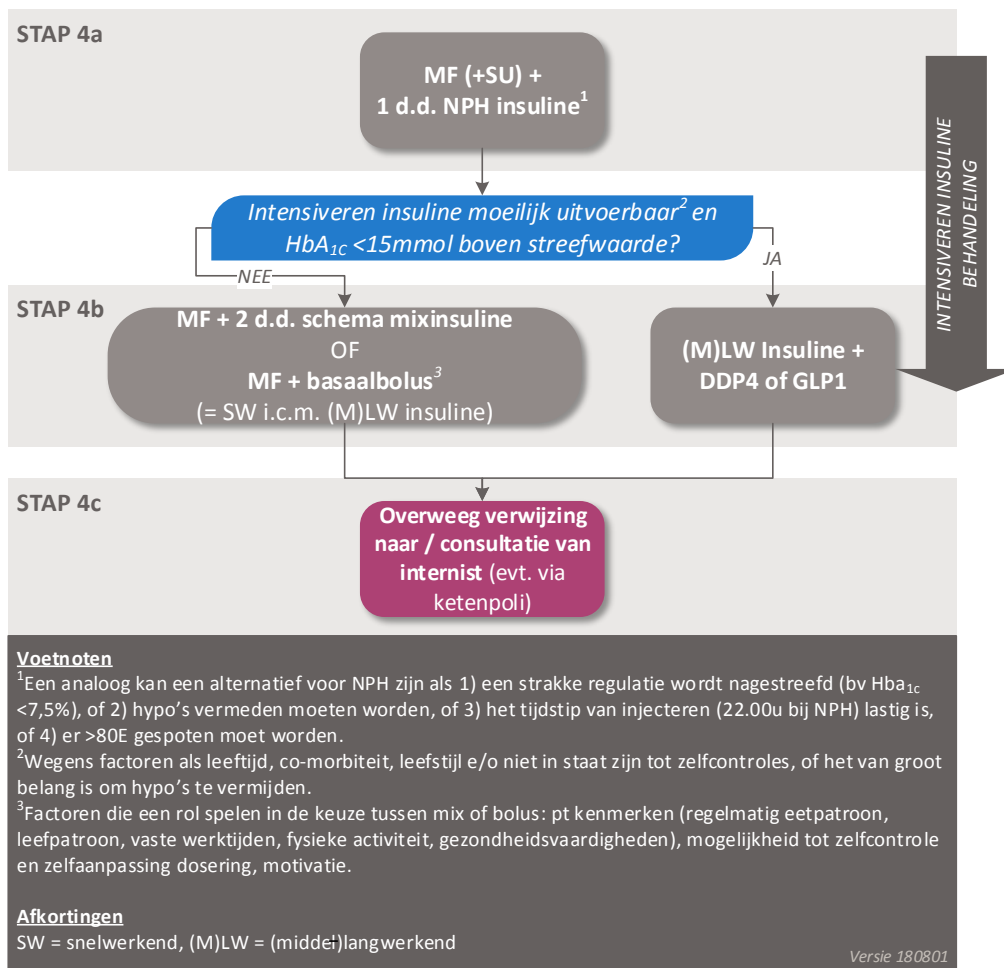 STAP 4a
MF (+SU) +
1 d.d. NPH insuline¹
INTENSIVEREN INSULINE
BEHANDELING
Intensiveren insuline moeilijk uitvoerbaar² en
HbA1C <15mmol boven streefwaarde?
NEE
JA
STAP 4b
MF + 2 d.d. schema mixinsuline
OF
MF + basaalbolus³
(= SW i.c.m. (M)LW insuline)
(M)LW Insuline +
DDP4 of GLP1
STAP 4c
Overweeg verwijzing
naar / consultatie van
internist (evt. via
ketenpoli)
Voetnoten
¹Een analoog kan een alternatief voor NPH zijn als 1) een strakke regulatie wordt nagestreefd (bv Hba1c
<7,5%), of 2) hypo's vermeden moeten worden, of 3) het tijdstip van injecteren (22.00u bij NPH) lastig is,
of 4) er >80E gespoten moet worden.
²Wegens factoren als leeftijd, co-morbiteit, leefstijl e/o niet in staat zijn tot zelfcontroles, of het van groot
belang is om hypo's te vermijden.
³Factoren die een rol spelen in de keuze tussen mix of bolus: pt kenmerken (regelmatig eetpatroon,
leefpatroon, vaste werktijden, fysieke activiteit, gezondheidsvaardigheden), mogelijkheid tot zelfcontrole
en zelfaanpassing dosering, motivatie.
Afkortingen
SW = snelwerkend, (M)LW = (middel)langwerkend
Versie 180801